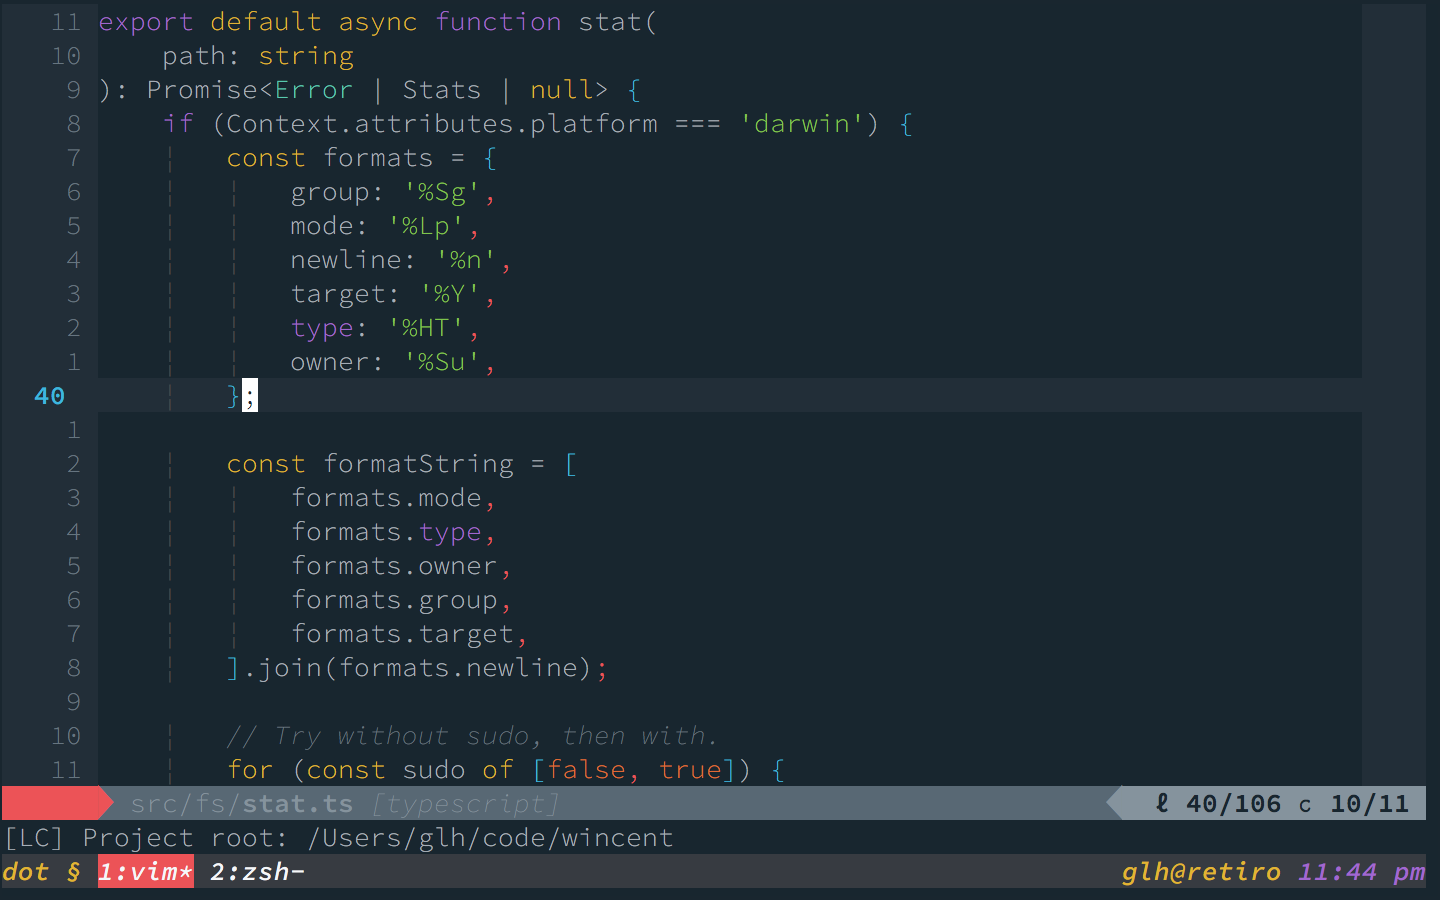 11 export default async function stat(
10     path: string
9 ): Promise<Error | Stats | null> {
8     if (Context.attributes.platform === 'darwin') {
7         const formats = {
6             group: '%Sg',
5             mode: '%Lp',
4             newline: '%n',
3             target: '%Y',
2             type: '%HT',
1             owner: '%Su',
40         };
1
2         const formatString = [
3             formats.mode,
4             formats.type,
5             formats.owner,
6             formats.group,
7             formats.target,
8         ].join(formats.newline);
9
10         // Try without sudo, then with.
11         for (const sudo of [false, true]) {
src/fs/stat.ts [typescript] ℓ 40/106 c 10/11
[LC] Project root: /Users/glh/code/wincent
dot § 1:vim* 2:zsh- glh@retiro 11:44 pm